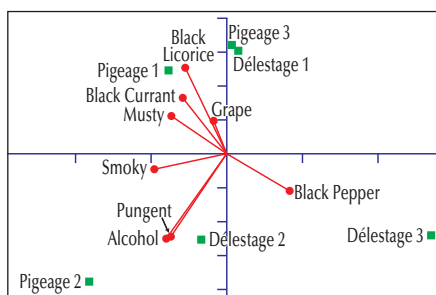 Black
Licorice
Pigeage 3
Délestage 1
Pigeage 1
Black Currant
Musty
Grape
Smoky
Black Pepper
Pungent
Alcohol
Délestage 2
Délestage 3
Pigeage 2